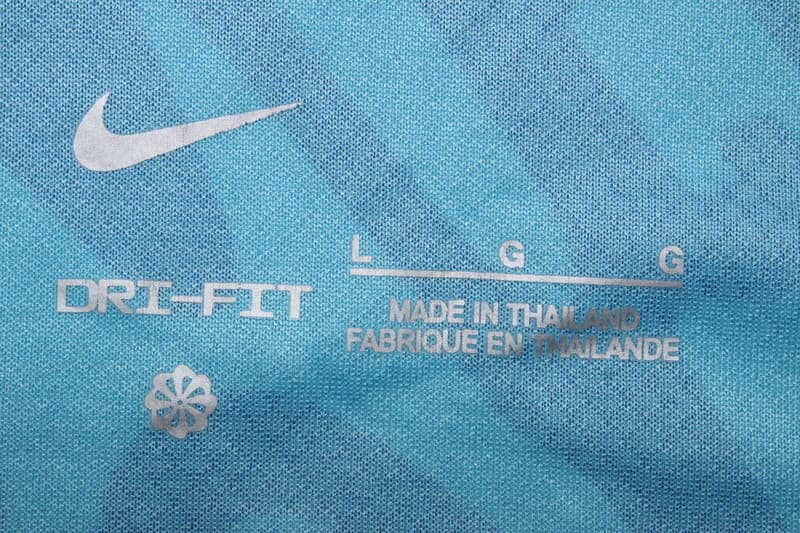 DRI-FIT
L G G
MADE IN THAILAND
FABRIQUE EN THAILANDE